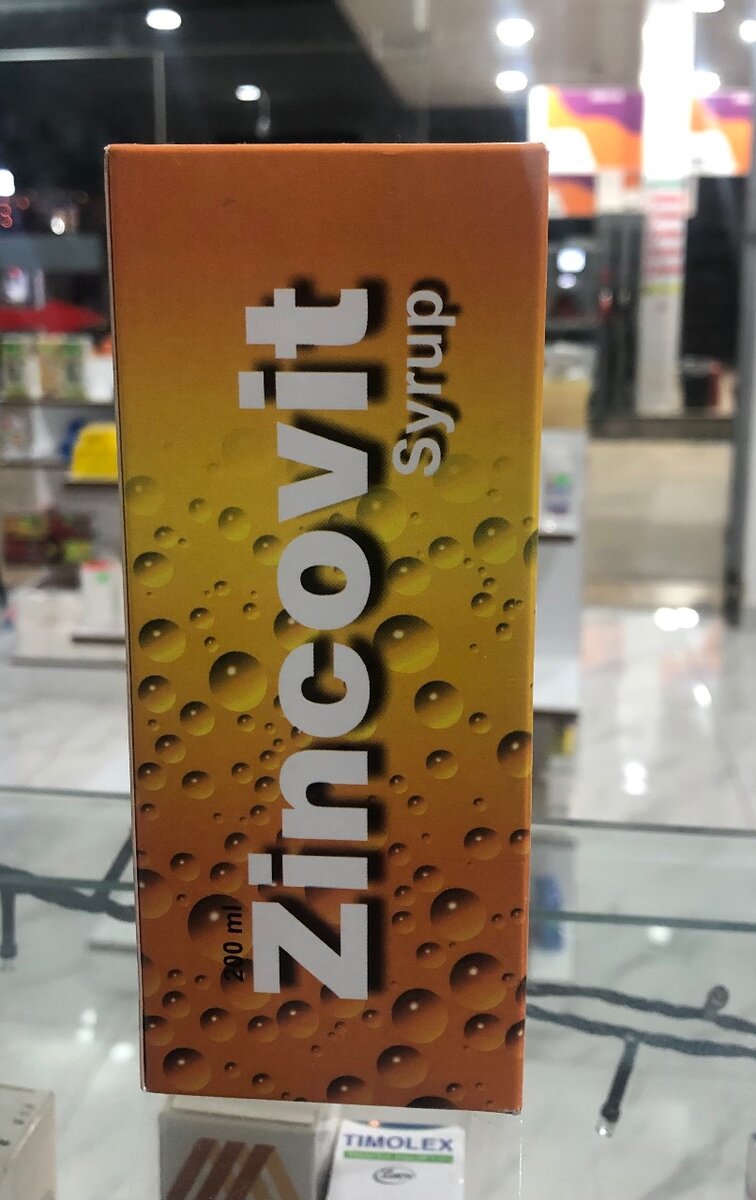 Zincovit
Syrup
200 ml
TIMOLEX